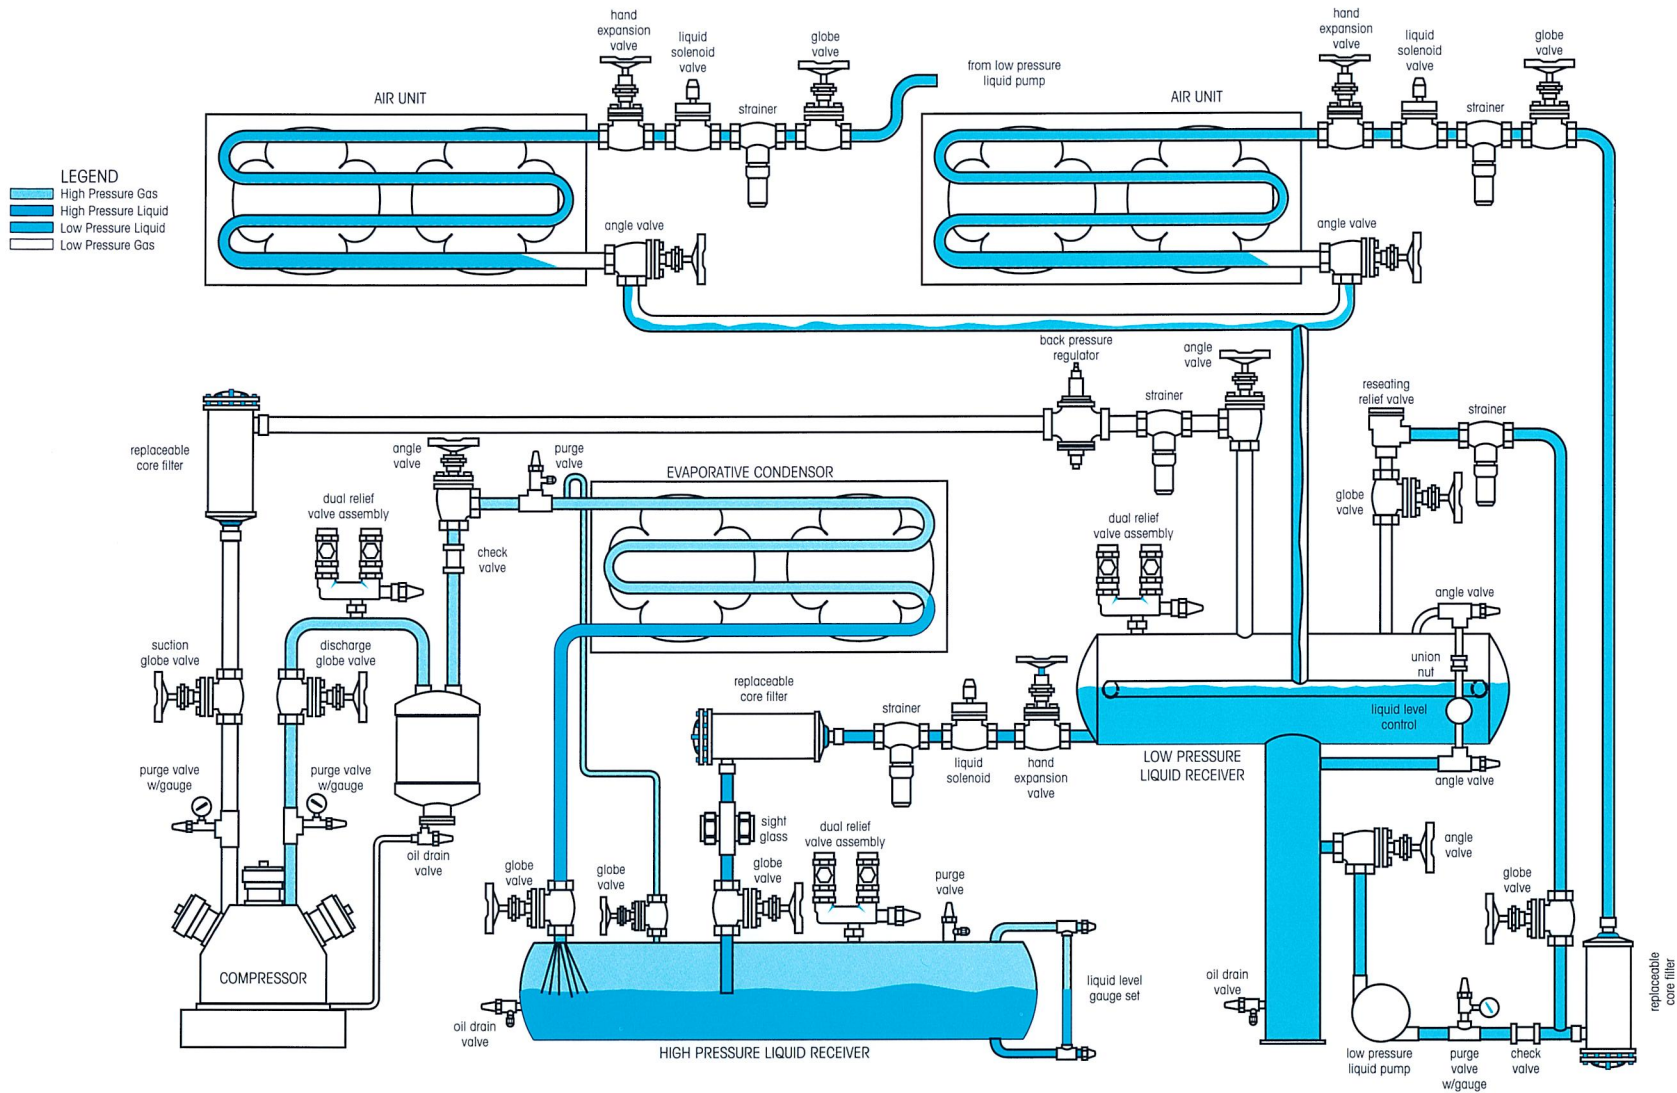 hand
expansion
valve
liquid
solenoid
valve
globe
valve
from low pressure
liquid pump
hand
expansion
valve
liquid
solenoid
valve
globe
valve
AIR UNIT
strainer
AIR UNIT
strainer
LEGEND
High Pressure Gas
High Pressure Liquid
Low Pressure Liquid
Low Pressure Gas
angle valve
angle valve
back pressure
regulator
angle
valve
strainer
reseating
relief valve
strainer
replaceable
core filter
angle
valve
purge
valve
EVAPORATIVE CONDENSOR
dual relief
valve assembly
check
valve
dual relief
valve assembly
globe
valve
angle valve
suction
globe valve
discharge
globe valve
union
nut
replaceable
core filter
strainer
liquid level
control
liquid
solenoid
hand
expansion
valve
LOW PRESSURE
LIQUID RECEIVER
angle valve
purge valve
w/gauge
purge valve
w/gauge
sight
glass
dual relief
valve assembly
oil drain
valve
globe
valve
globe
valve
globe
valve
purge
valve
angle
valve
globe
valve
COMPRESSOR
liquid level
gauge set
oil drain
valve
replaceable
core filter
oil drain
valve
HIGH PRESSURE LIQUID RECEIVER
low pressure
liquid pump
purge
valve
w/gauge
check
valve